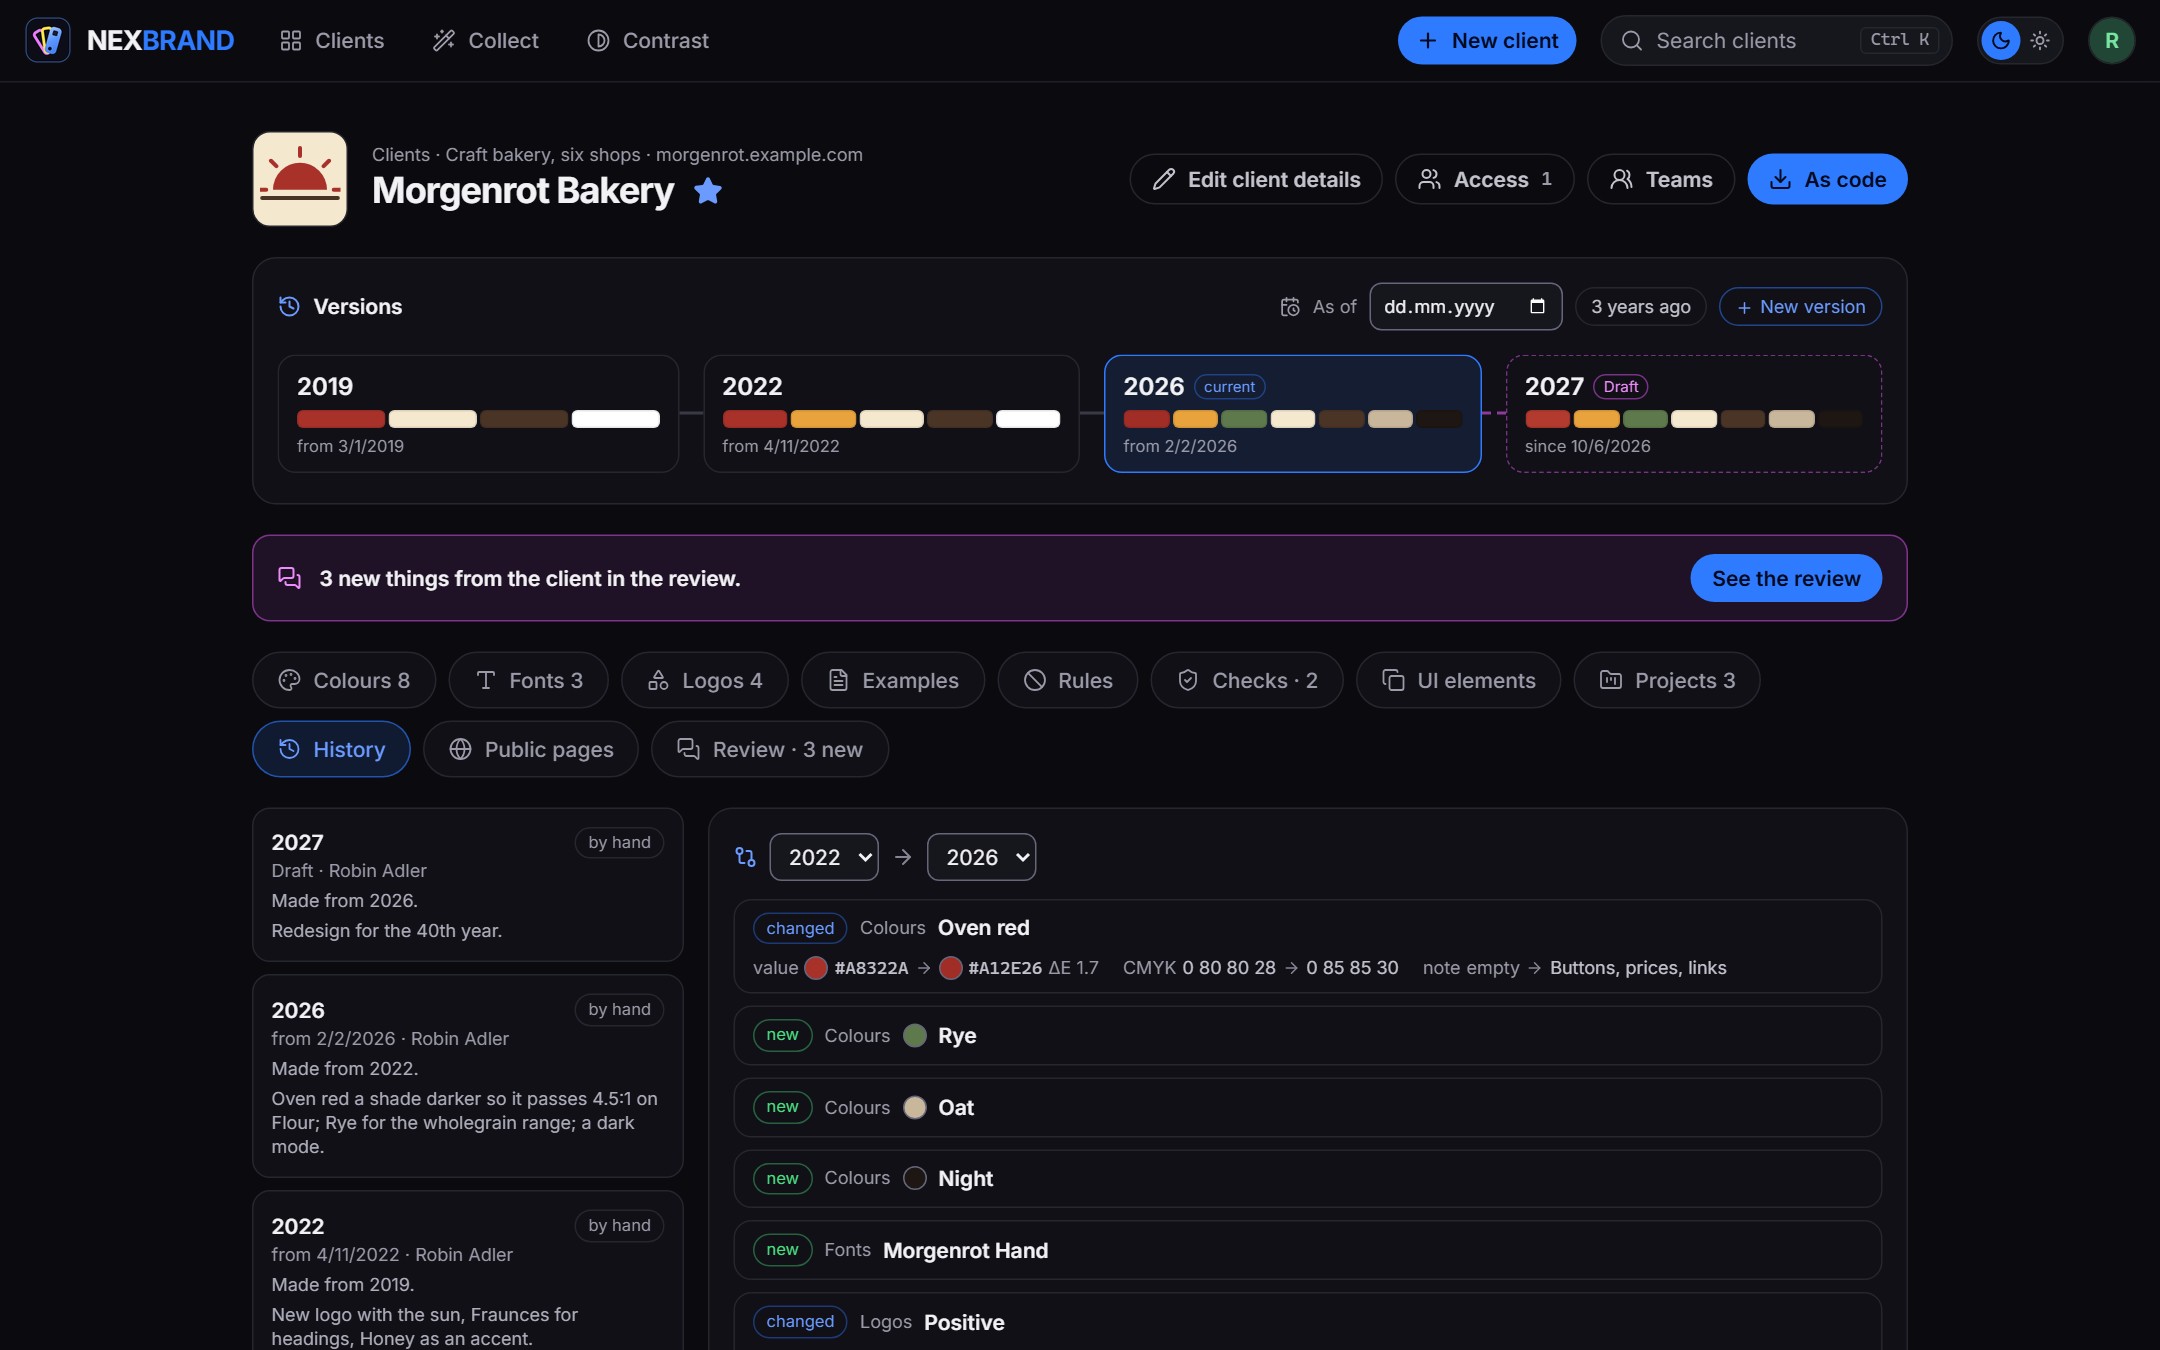 NEXBRAND Clients Collect Contrast New client Search clients Ctrl K R
Clients · Craft bakery, six shops · morgenrot.example.com
Morgenrot Bakery
Edit client details Access 1 Teams As code
Versions As of dd.mm.yyyy 3 years ago New version
2019
from 3/1/2019
2022
from 4/11/2022
2026 current
from 2/2/2026
2027 Draft
since 10/6/2026
3 new things from the client in the review. See the review
Colours 8 Fonts 3 Logos 4 Examples Rules Checks · 2 UI elements Projects 3
History Public pages Review · 3 new
2027 by hand
Draft · Robin Adler
Made from 2026.
Redesign for the 40th year.
2026 by hand
from 2/2/2026 · Robin Adler
Made from 2022.
Oven red a shade darker so it passes 4.5:1 on
Flour; Rye for the wholegrain range; a dark
mode.
2022 by hand
from 4/11/2022 · Robin Adler
Made from 2019.
New logo with the sun, Fraunces for
headings, Honey as an accent.
2022 → 2026
changed Colours Oven red
value #A8322A → #A12E26 ΔE 1.7 CMYK 0 80 80 28 → 0 85 85 30 note empty → Buttons, prices, links
new Colours Rye
new Colours Oat
new Colours Night
new Fonts Morgenrot Hand
changed Logos Positive